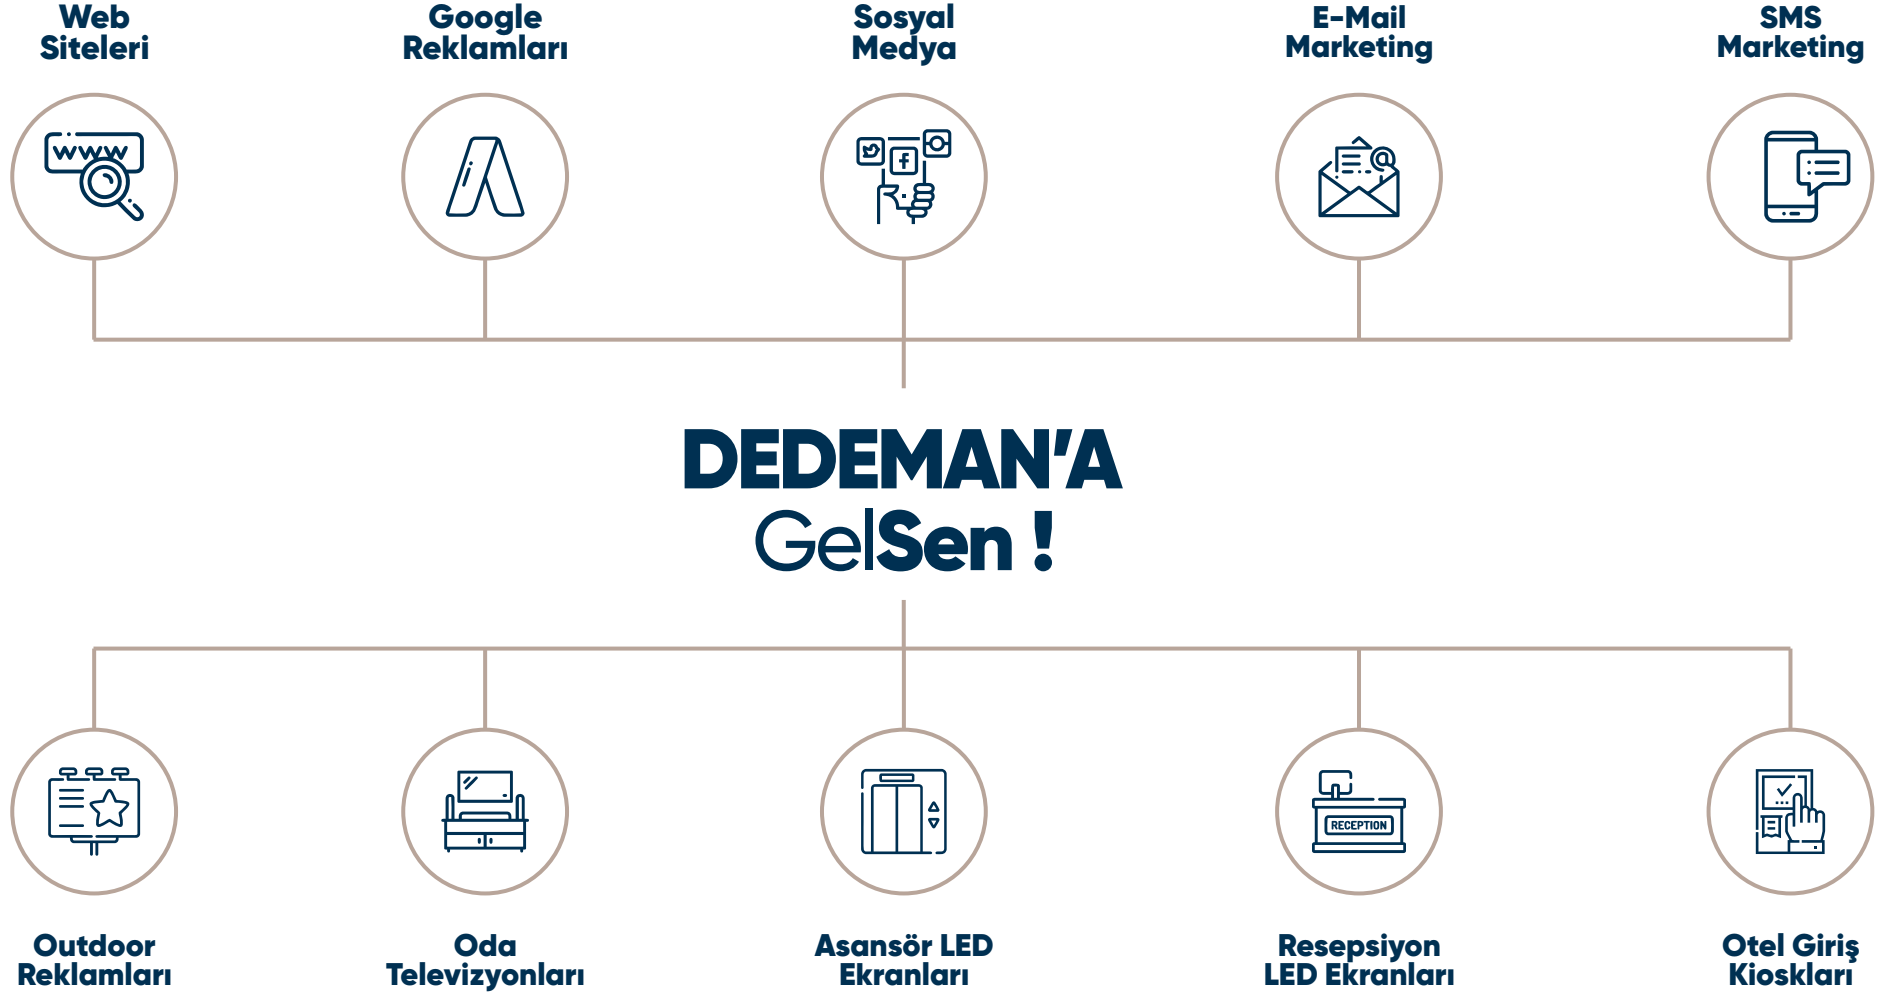 Web
Siteleri
Google
Reklamları
Sosyal
Medya
E-Mail
Marketing
SMS
Marketing
www
DEDEMAN'A
GelSen !
RECEPTION
Outdoor
Reklamları
Oda
Televizyonları
Asansör LED
Ekranları
Resepsiyon
LED Ekranları
Otel Giriş
Kioskları